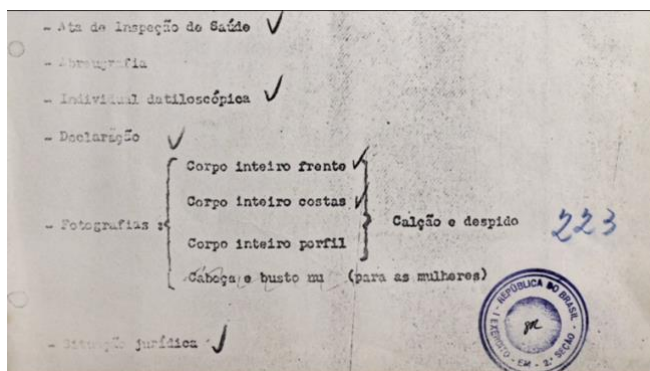 - Ata de Inspeção de Saúde ✓
- Abreugrafia
- Individual datiloscópica ✓
- Declaração ✓
Corpo inteiro frente ✓
Corpo inteiro costas ✓
- Fotografias : Calção e despido 223
Corpo inteiro perfil
Cabeça e busto nu (para as mulheres)
- Situação jurídica ✓
REPÚBLICA DO BRASIL
I EXÉRCITO - EM - 2ª SEÇÃO